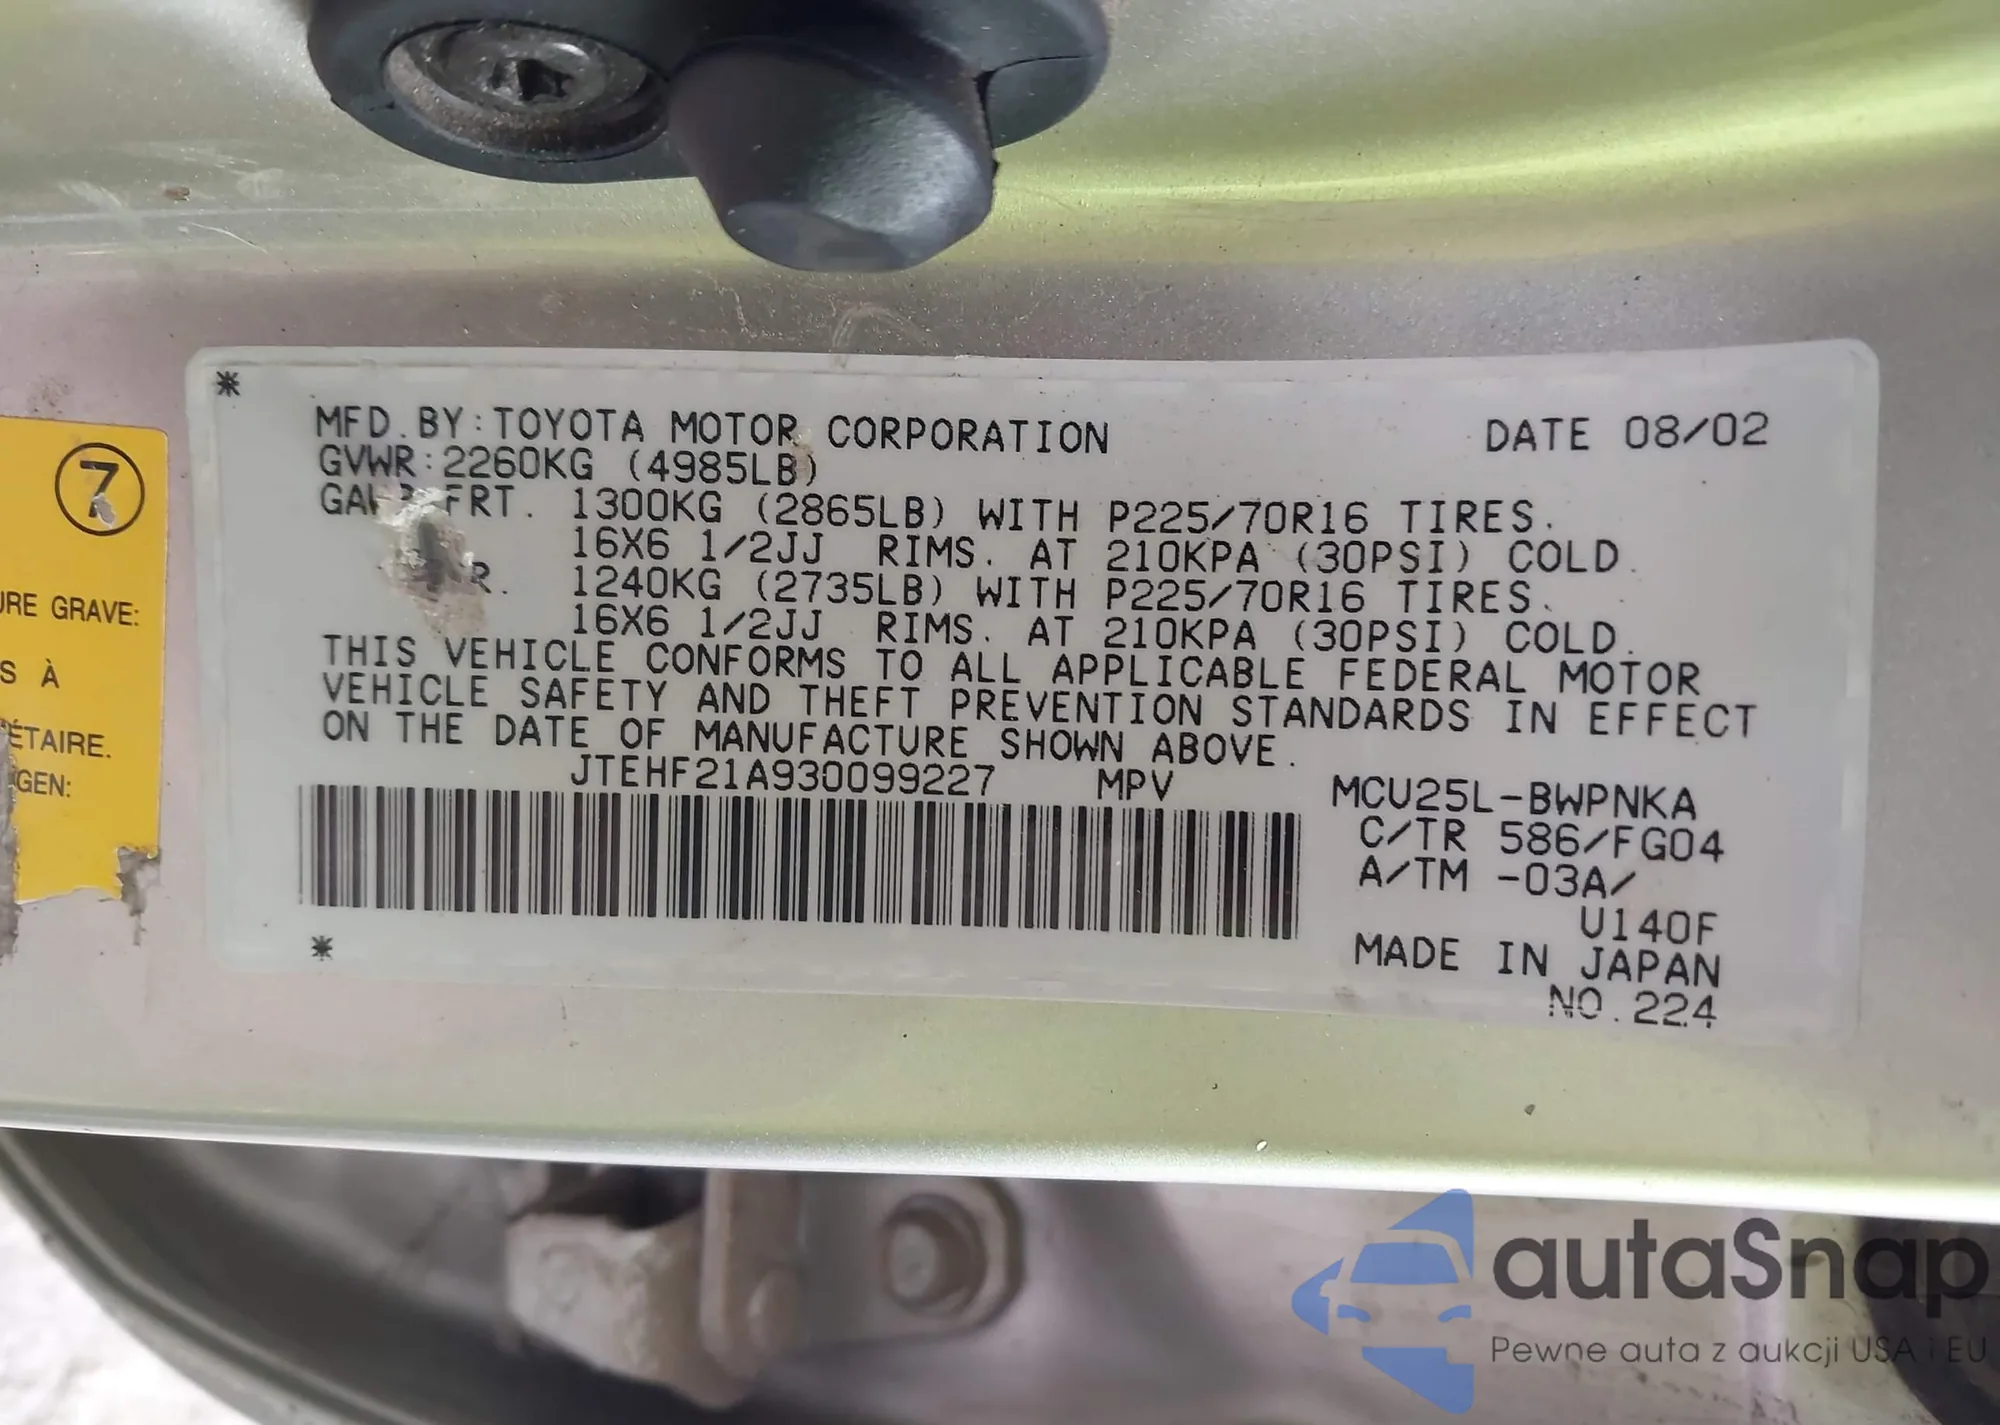 *
MFD. BY: TOYOTA MOTOR CORPORATION DATE 08/02
GVWR: 2260KG (4985LB)
FRT. 1300KG (2865LB) WITH P225/70R16 TIRES.
16X6 1/2JJ RIMS. AT 210KPA (30PSI) COLD.
1240KG (2735LB) WITH P225/70R16 TIRES.
16X6 1/2JJ RIMS. AT 210KPA (30PSI) COLD.
THIS VEHICLE CONFORMS TO ALL APPLICABLE FEDERAL MOTOR
VEHICLE SAFETY AND THEFT PREVENTION STANDARDS IN EFFECT
ON THE DATE OF MANUFACTURE SHOWN ABOVE.
JTEHF21A930099227 MPV MCU25L-BWPNKA
C/TR 586/FG04
A/TM -03A/
U140F
*
MADE IN JAPAN
NO. 224
7
URE GRAVE:
S À
ÉTAIRE.
GEN:
autoSnap
Pewne auta z aukcji USA i EU